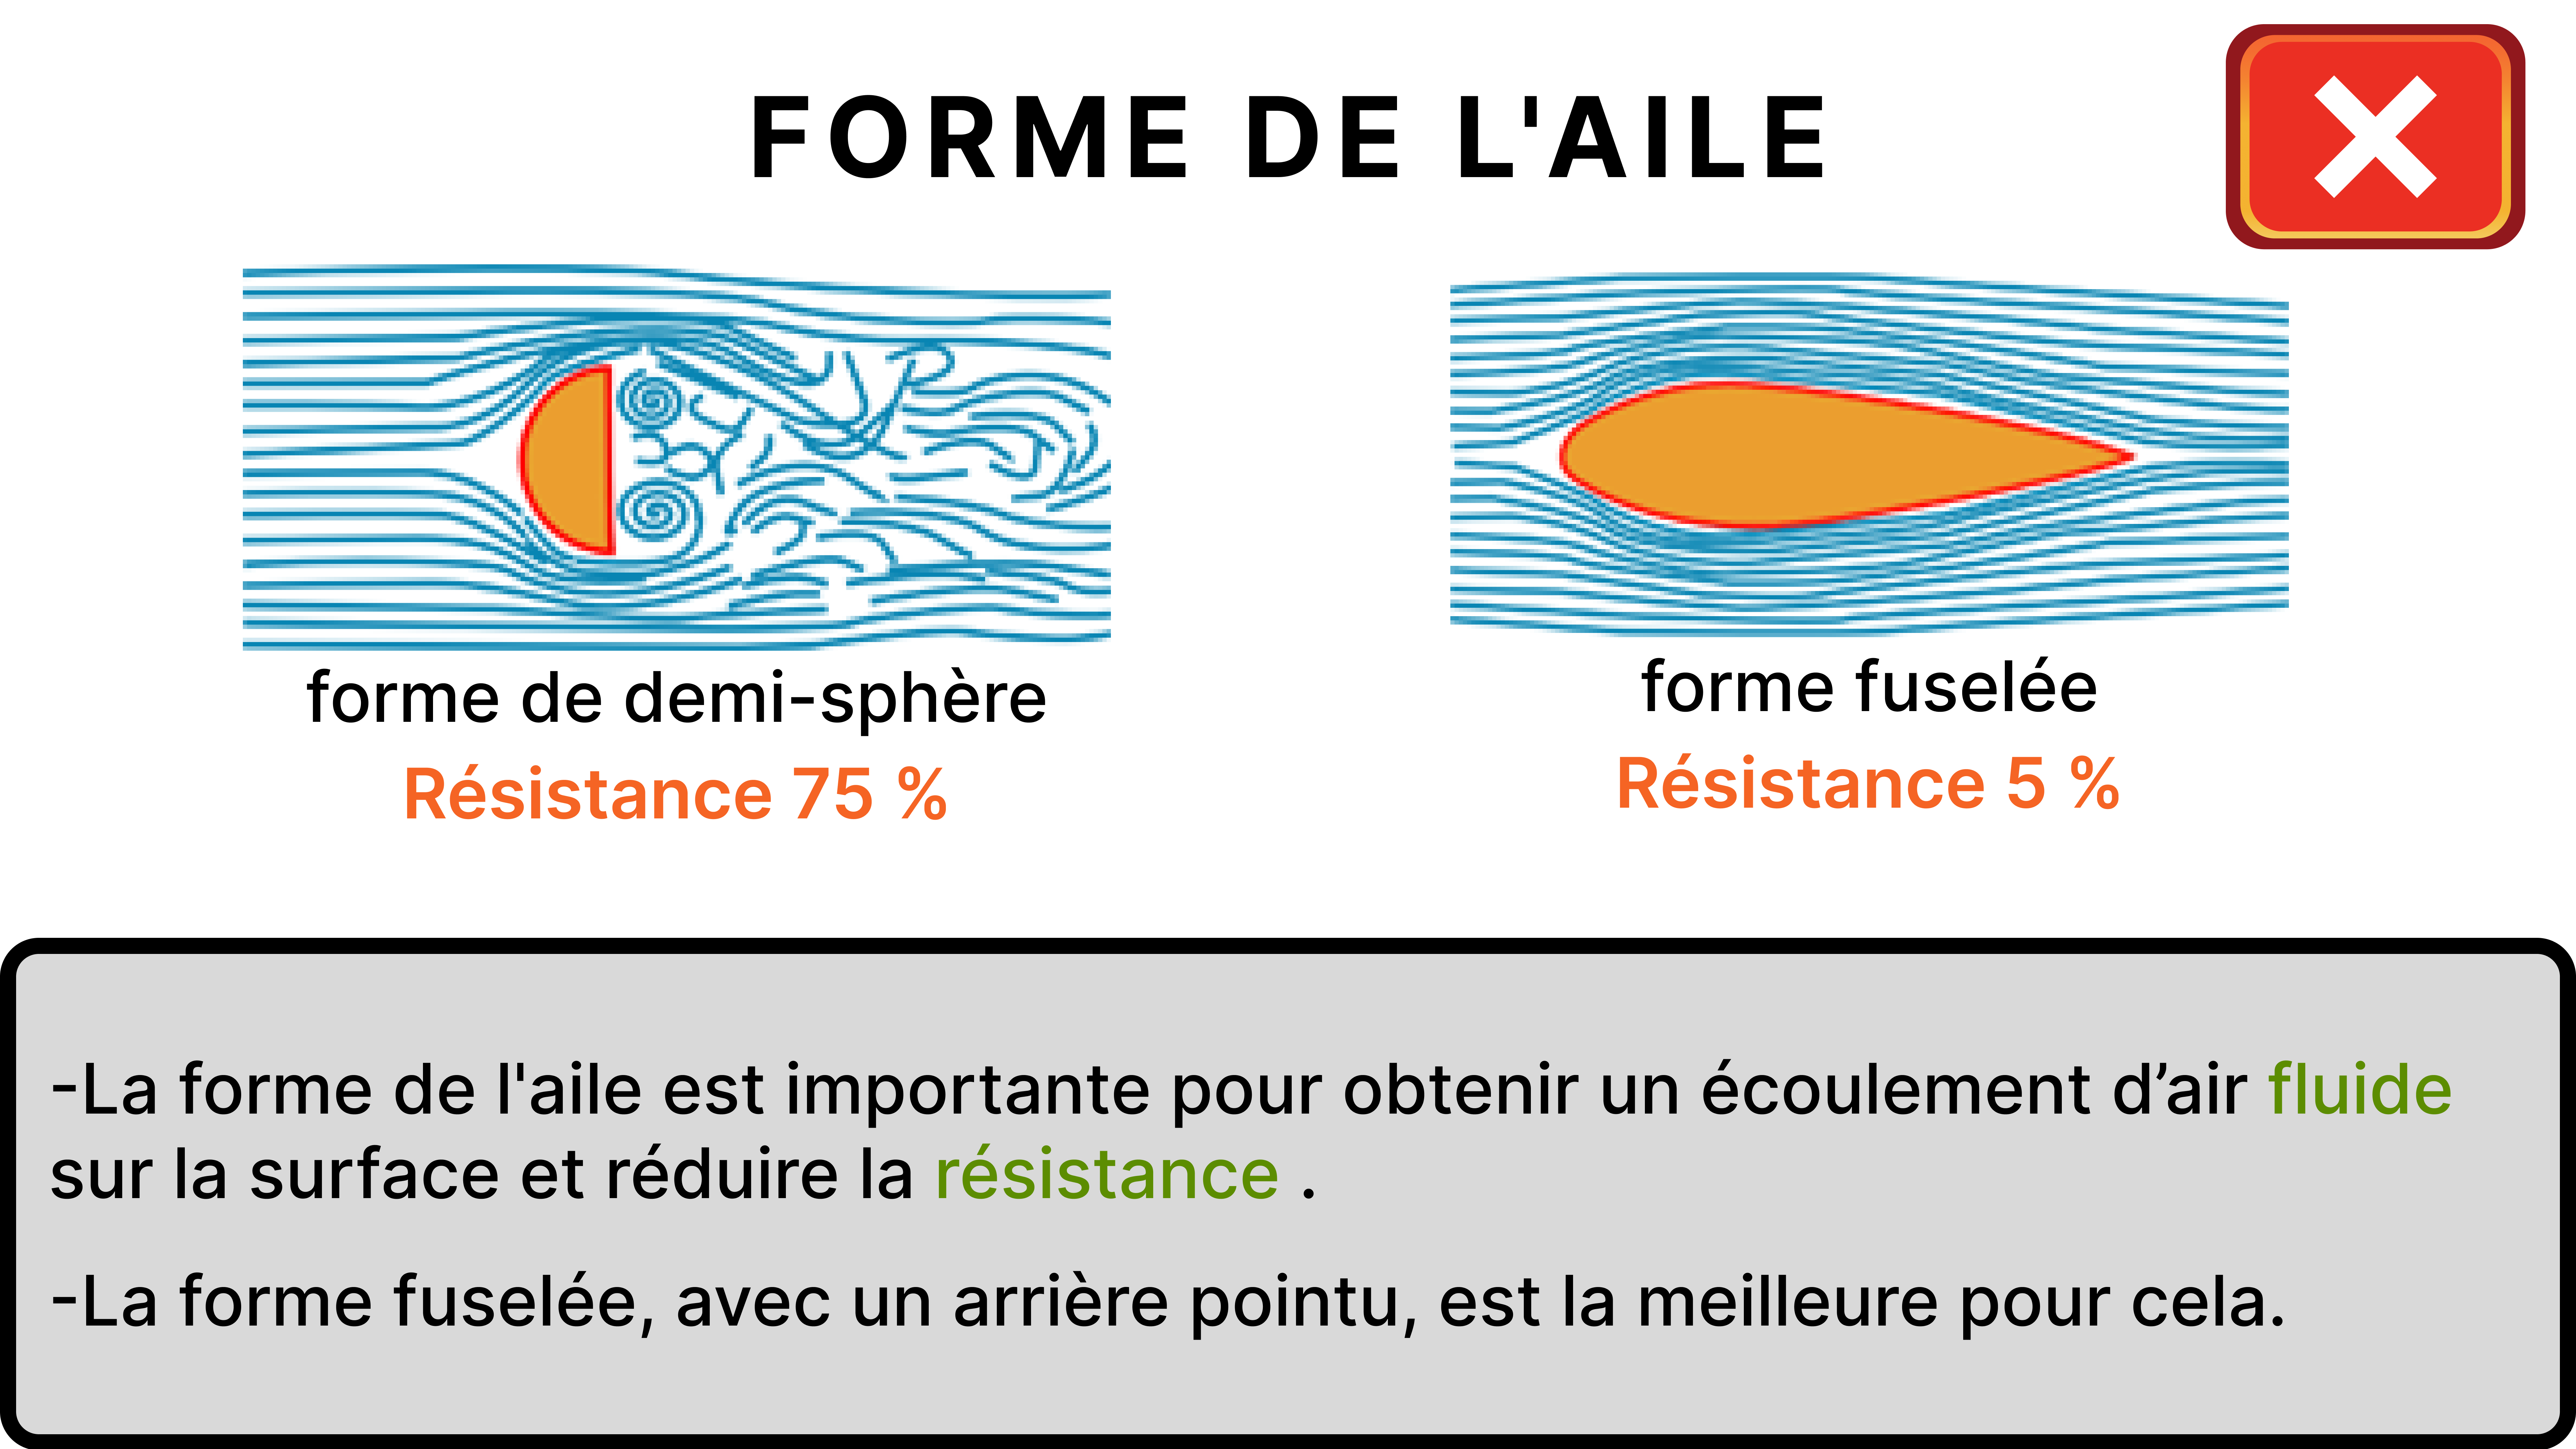 FORME DE L'AILE
forme de demi-sphère
Résistance 75 %
forme fuselée
Résistance 5 %
-La forme de l'aile est importante pour obtenir un écoulement d’air fluide
sur la surface et réduire la résistance .
-La forme fuselée, avec un arrière pointu, est la meilleure pour cela.